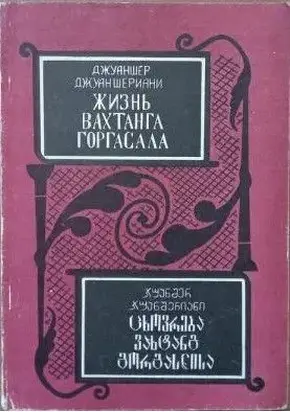 ДЖУАНШЕР
ДЖУАНШЕРИАНИ
ЖИЗНЬ
ВАХТАНГА
ГОРГАСАЛА
ჯუანშერ
ჯუანშერიანი
ცხოვრება
ვახტანგ
გორგასლისა